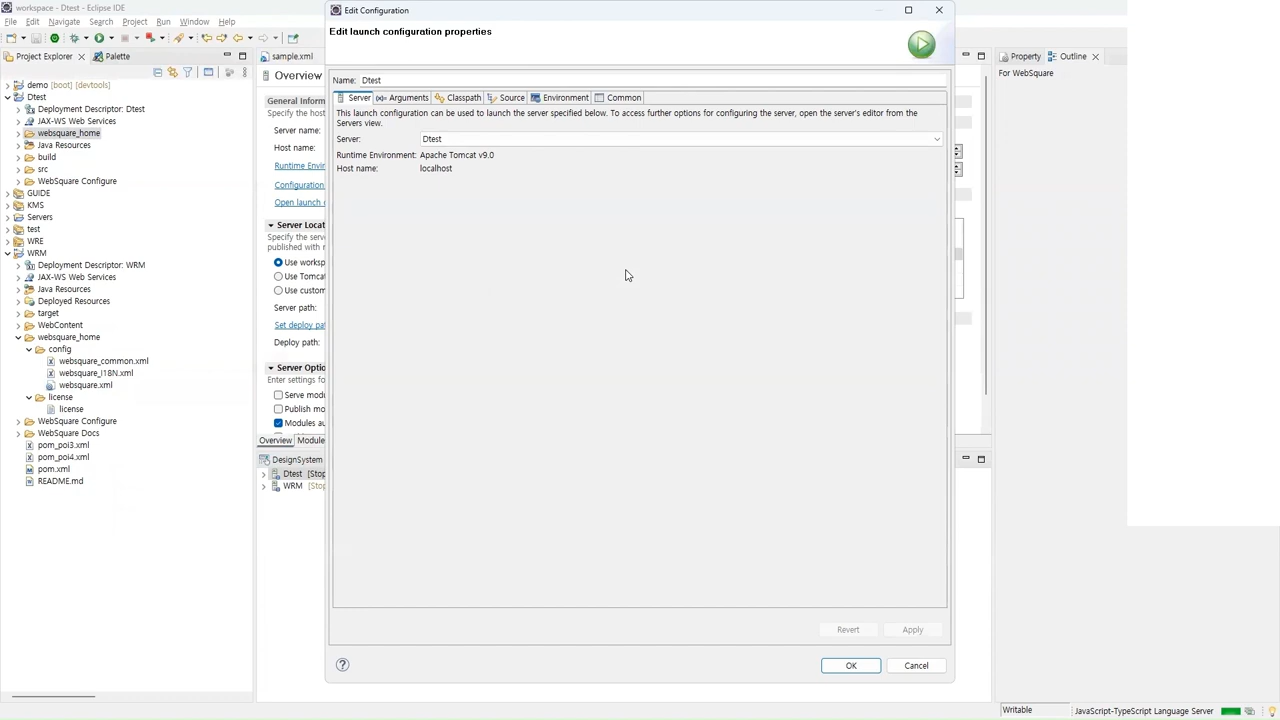 workspace - Dtest - Eclipse IDE
File Edit Navigate Search Project Run Window Help
Project Explorer
Palette
demo [boot] [devtools]
Dtest
Deployment Descriptor: Dtest
JAX-WS Web Services
websquare_home
Java Resources
build
src
WebSquare Configure
GUIDE
KMS
Servers
test
WRE
WRM
Deployment Descriptor: WRM
JAX-WS Web Services
Java Resources
Deployed Resources
target
WebContent
websquare_home
config
websquare_common.xml
websquare_I18N.xml
websquare.xml
license
license
WebSquare Configure
WebSquare Docs
pom_poi3.xml
pom_poi4.xml
pom.xml
README.md
sample.xml
Overview
General Inform
Specify the host
Server name:
Host name:
Runtime Envir
Configuration
Open launch c
Server Locat
Specify the serve
published with r
Use worksp
Use Tomcat
Use custom
Server path:
Set deploy pat
Deploy path:
Server Optio
Enter settings fo
Serve modu
Publish mo
Modules au
Overview Module
DesignSystem
Dtest [Stop
WRM [Stop
Edit Configuration
Edit launch configuration properties
Name: Dtest
Server Arguments Classpath Source Environment Common
This launch configuration can be used to launch the server specified below. To access further options for configuring the server, open the server's editor from the
Servers view.
Server: Dtest
Runtime Environment: Apache Tomcat v9.0
Host name: localhost
Revert Apply
OK Cancel
Property Outline
For WebSquare
Writable
JavaScript-TypeScript Language Server